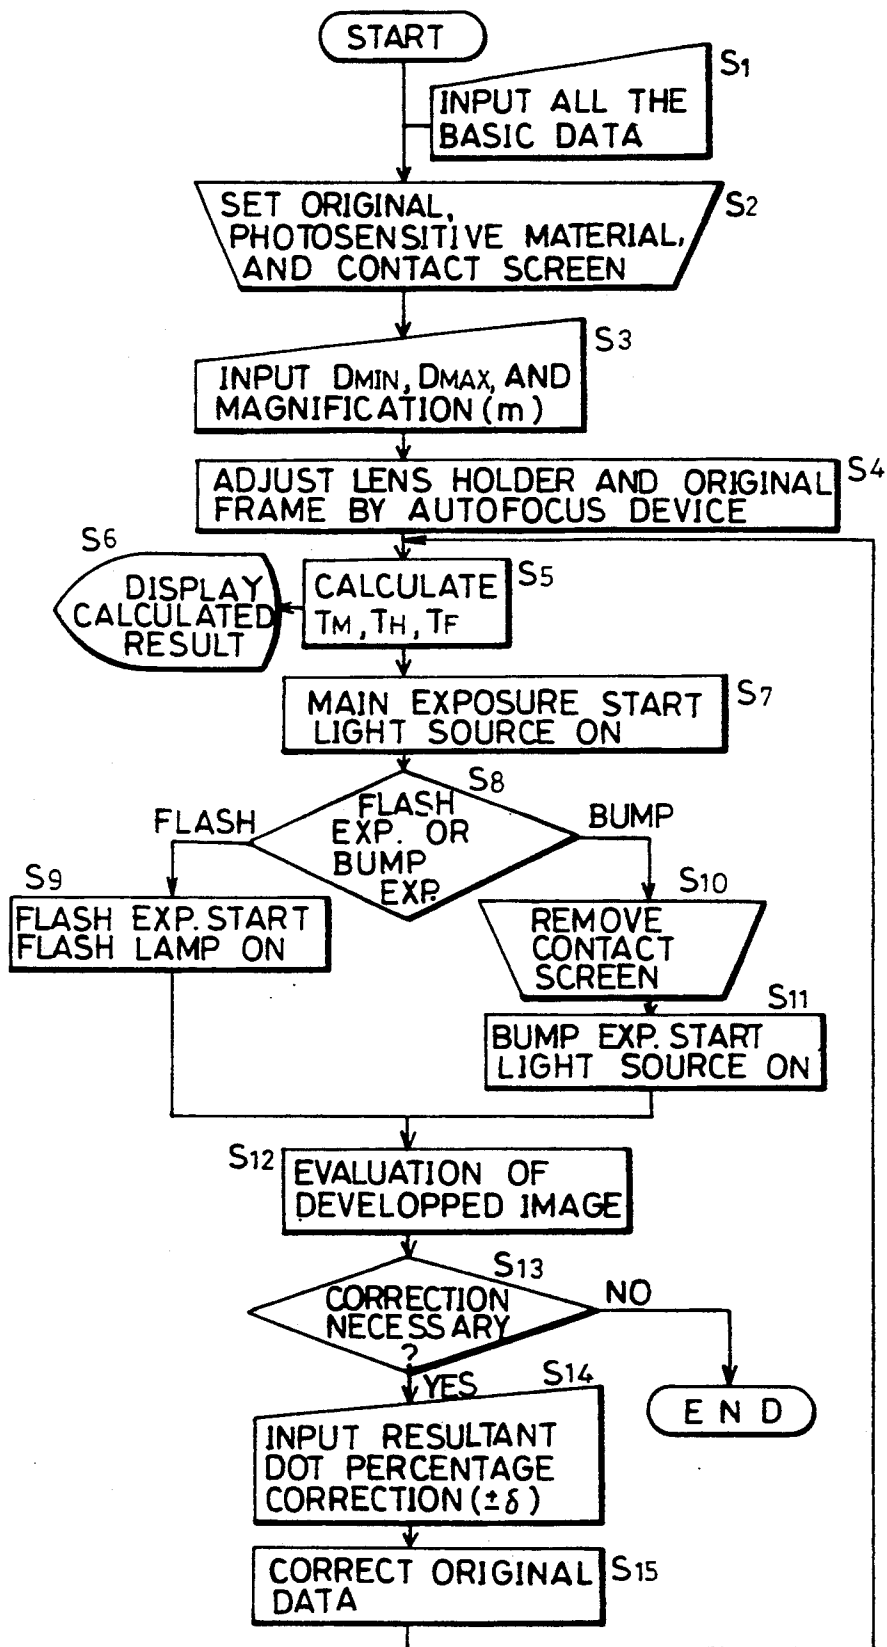 START
S1
INPUT ALL THE
BASIC DATA
S2
SET ORIGINAL,
PHOTOSENSITIVE MATERIAL,
AND CONTACT SCREEN
S3
INPUT DMIN, DMAX, AND
MAGNIFICATION (m)
S4
ADJUST LENS HOLDER AND ORIGINAL
FRAME BY AUTOFOCUS DEVICE
S6
DISPLAY
CALCULATED
RESULT
S5
CALCULATE
TM, TH, TF
S7
MAIN EXPOSURE START
LIGHT SOURCE ON
S8
FLASH
EXP. OR
BUMP
EXP.
FLASH
BUMP
S9
FLASH EXP. START
FLASH LAMP ON
S10
REMOVE
CONTACT
SCREEN
S11
BUMP EXP. START
LIGHT SOURCE ON
S12
EVALUATION OF
DEVELOPPED IMAGE
S13
CORRECTION
NECESSARY
?
NO
YES
END
S14
INPUT RESULTANT
DOT PERCENTAGE
CORRECTION (±δ)
S15
CORRECT ORIGINAL
DATA